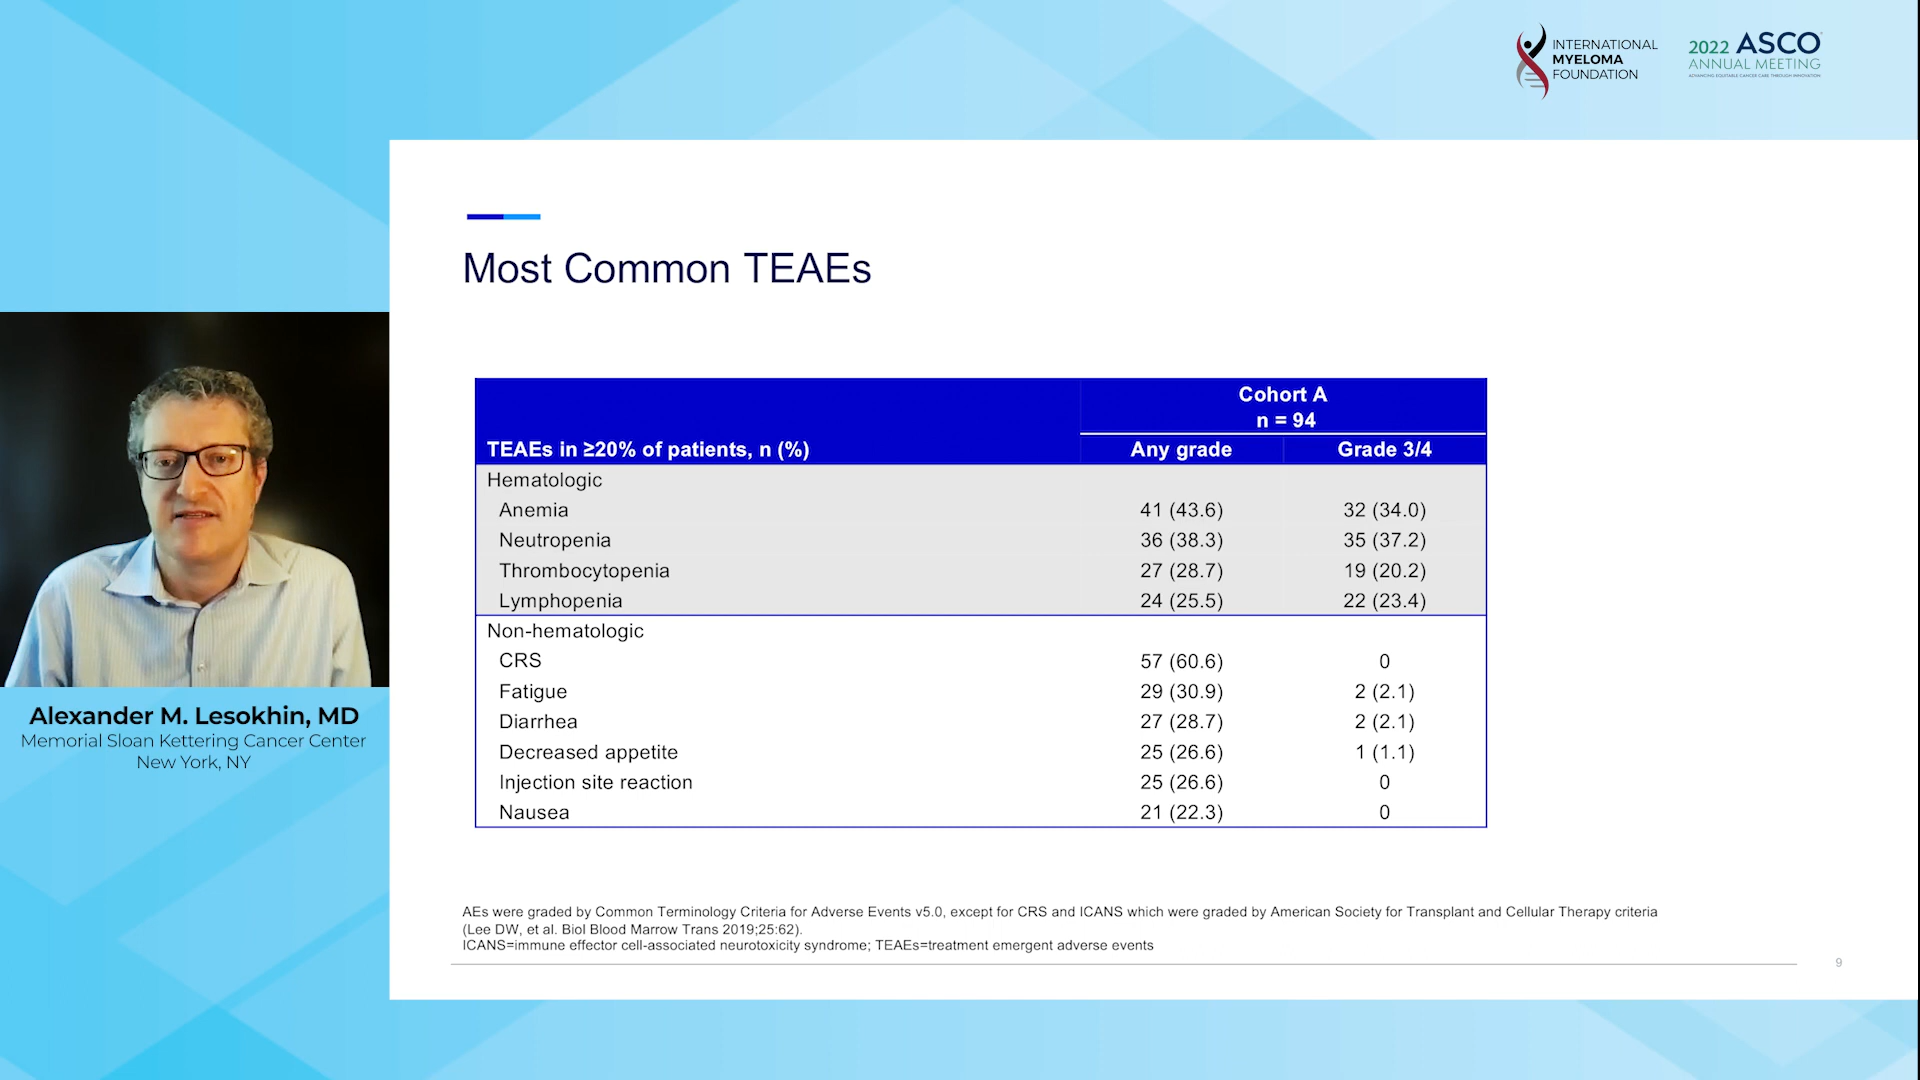 INTERNATIONAL
MYELOMA
FOUNDATION
2022 ASCO
ANNUAL MEETING
ADVANCING EQUITABLE CANCER CARE THROUGH INNOVATION
Most Common TEAEs
Cohort A
n = 94
TEAEs in ≥20% of patients, n (%) Any grade Grade 3/4
Hematologic
Anemia 41 (43.6) 32 (34.0)
Neutropenia 36 (38.3) 35 (37.2)
Thrombocytopenia 27 (28.7) 19 (20.2)
Lymphopenia 24 (25.5) 22 (23.4)
Non-hematologic
CRS 57 (60.6) 0
Fatigue 29 (30.9) 2 (2.1)
Diarrhea 27 (28.7) 2 (2.1)
Decreased appetite 25 (26.6) 1 (1.1)
Injection site reaction 25 (26.6) 0
Nausea 21 (22.3) 0
Alexander M. Lesokhin, MD
Memorial Sloan Kettering Cancer Center
New York, NY
AEs were graded by Common Terminology Criteria for Adverse Events v5.0, except for CRS and ICANS which were graded by American Society for Transplant and Cellular Therapy criteria
(Lee DW, et al. Biol Blood Marrow Trans 2019;25:62).
ICANS=immune effector cell-associated neurotoxicity syndrome; TEAEs=treatment emergent adverse events
9